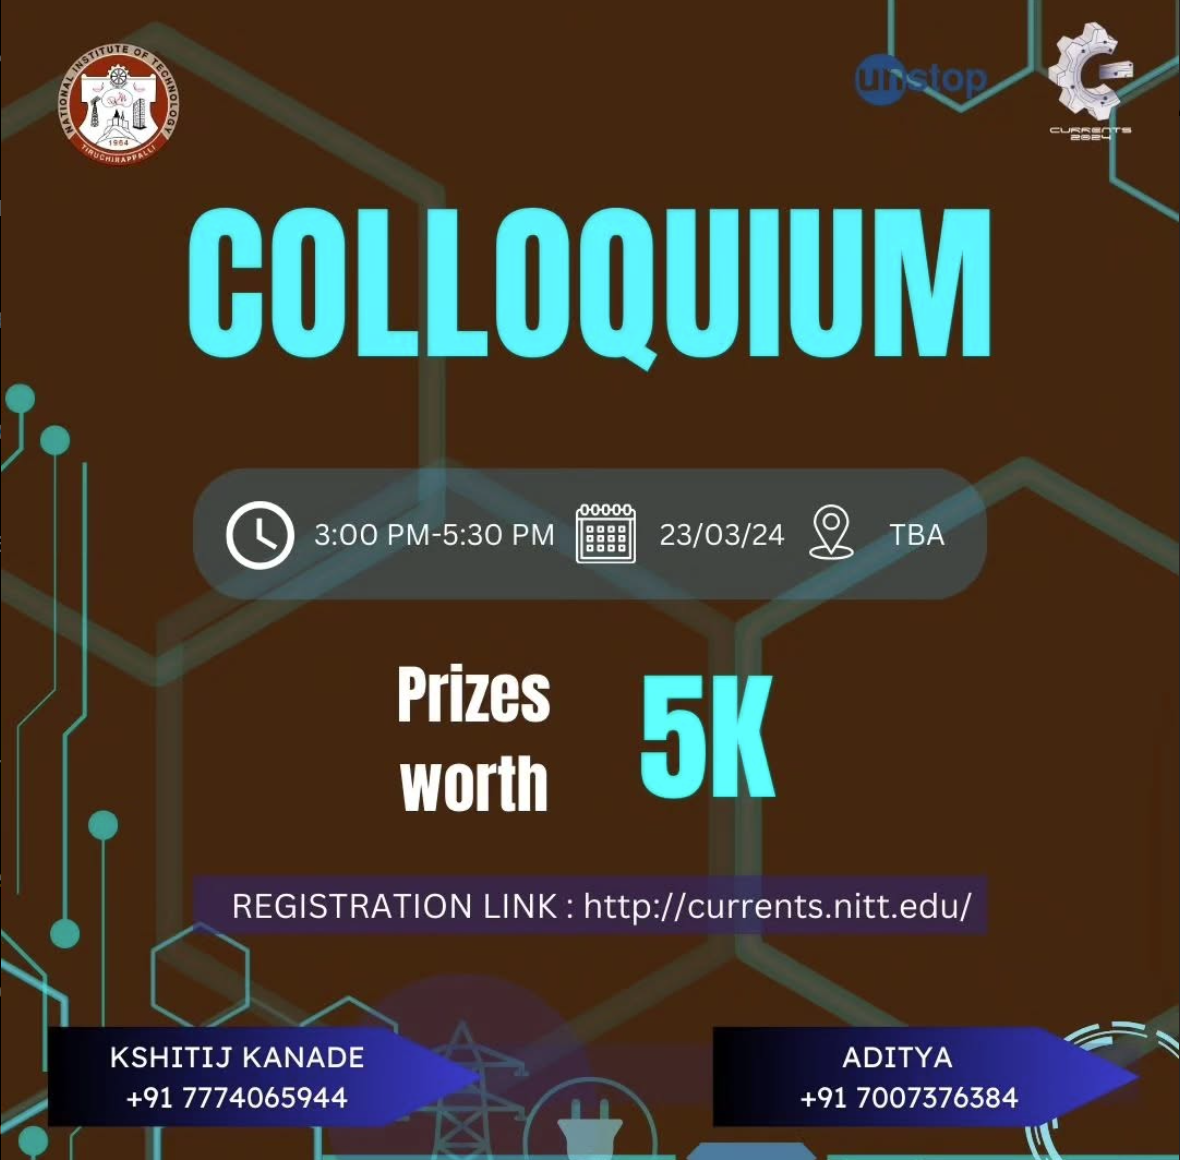 NATIONAL INSTITUTE OF TECHNOLOGY
1964
TIRUCHIRAPPALLI
unstop
CURRENTS
2024
COLLOQUIUM
3:00 PM-5:30 PM 23/03/24 TBA
Prizes
worth
5K
REGISTRATION LINK : http://currents.nitt.edu/
KSHITIJ KANADE
+91 7774065944
ADITYA
+91 7007376384